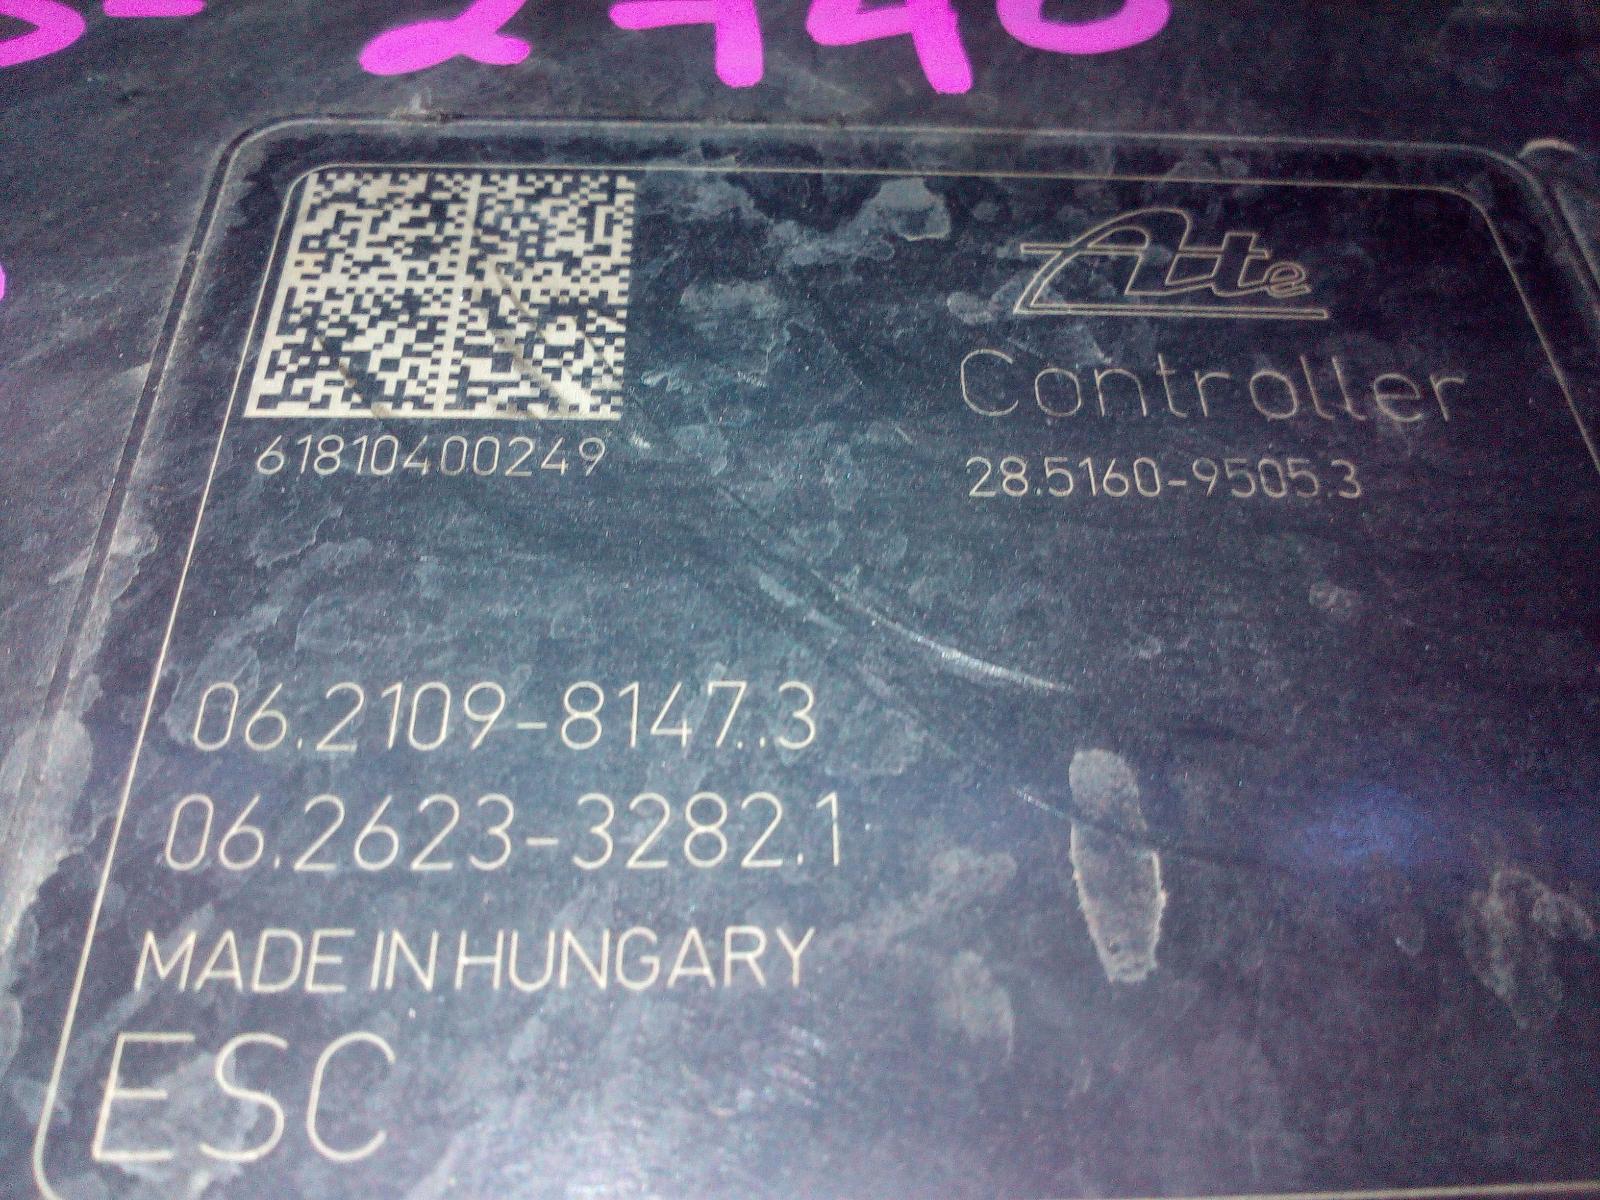 Ate
Controller
61810400249
28.5160-9505.3
06.2109-8147.3
06.2623-3282.1
MADE IN HUNGARY
ESC